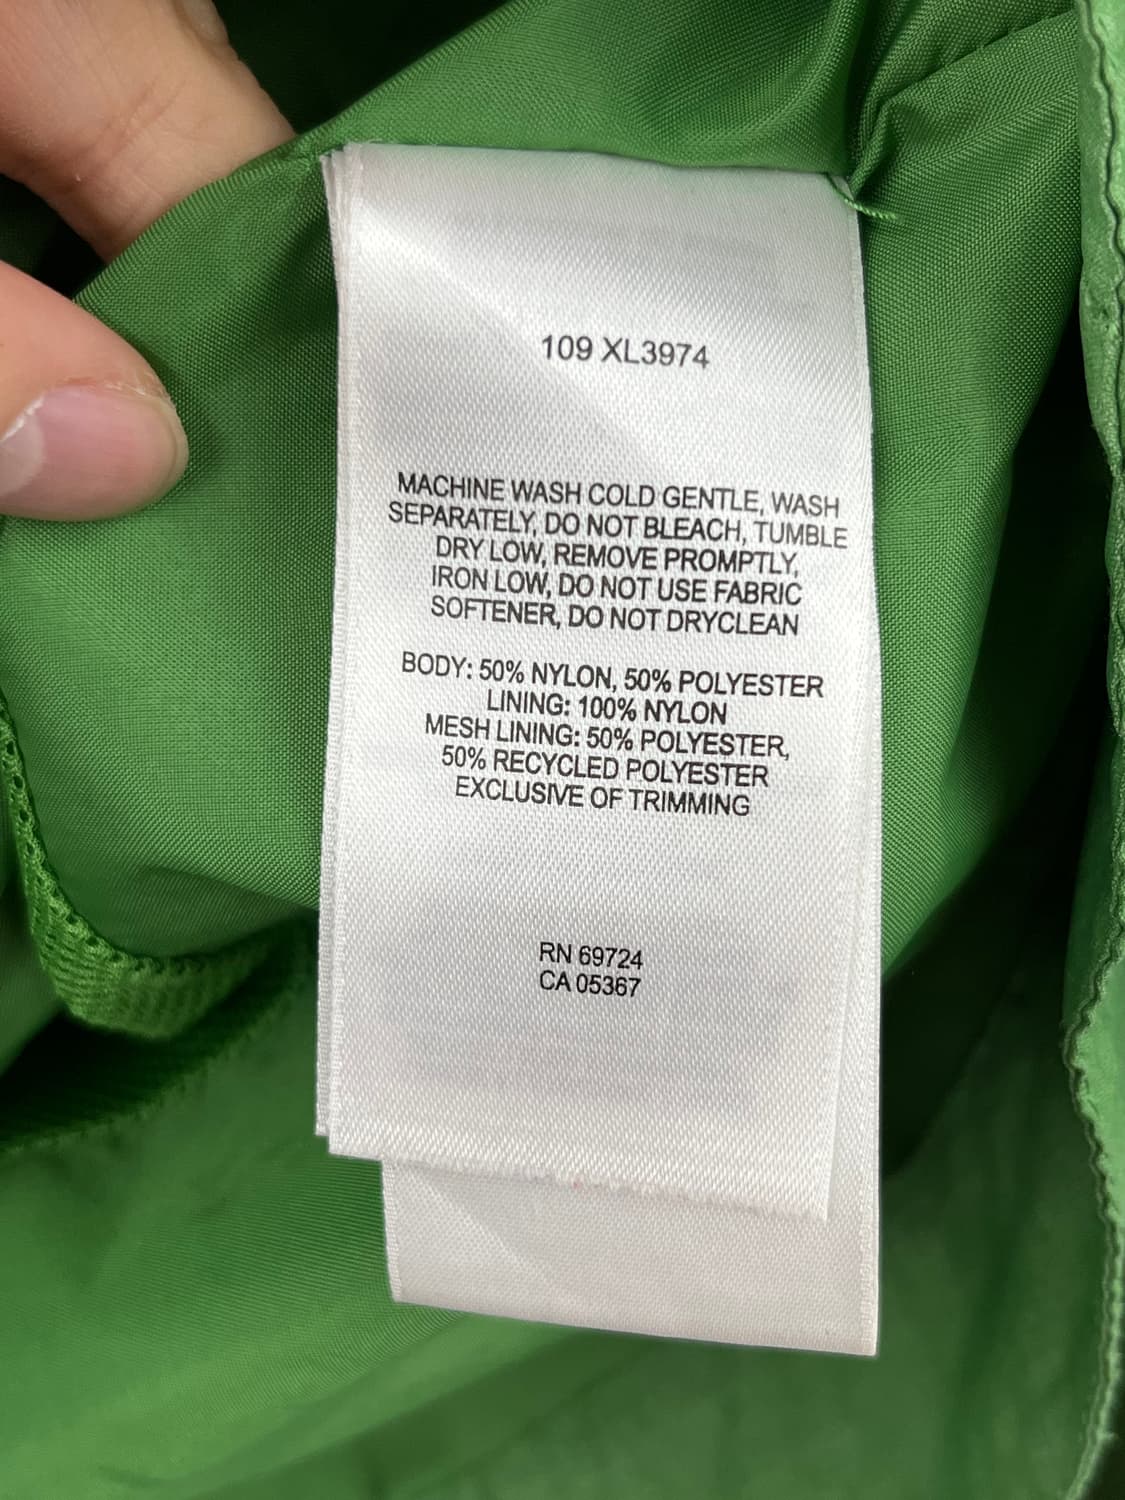 109 XL3974
MACHINE WASH COLD GENTLE, WASH
SEPARATELY, DO NOT BLEACH, TUMBLE
DRY LOW, REMOVE PROMPTLY,
IRON LOW, DO NOT USE FABRIC
SOFTENER, DO NOT DRYCLEAN
BODY: 50% NYLON, 50% POLYESTER
LINING: 100% NYLON
MESH LINING: 50% POLYESTER,
50% RECYCLED POLYESTER
EXCLUSIVE OF TRIMMING
RN 69724
CA 05367